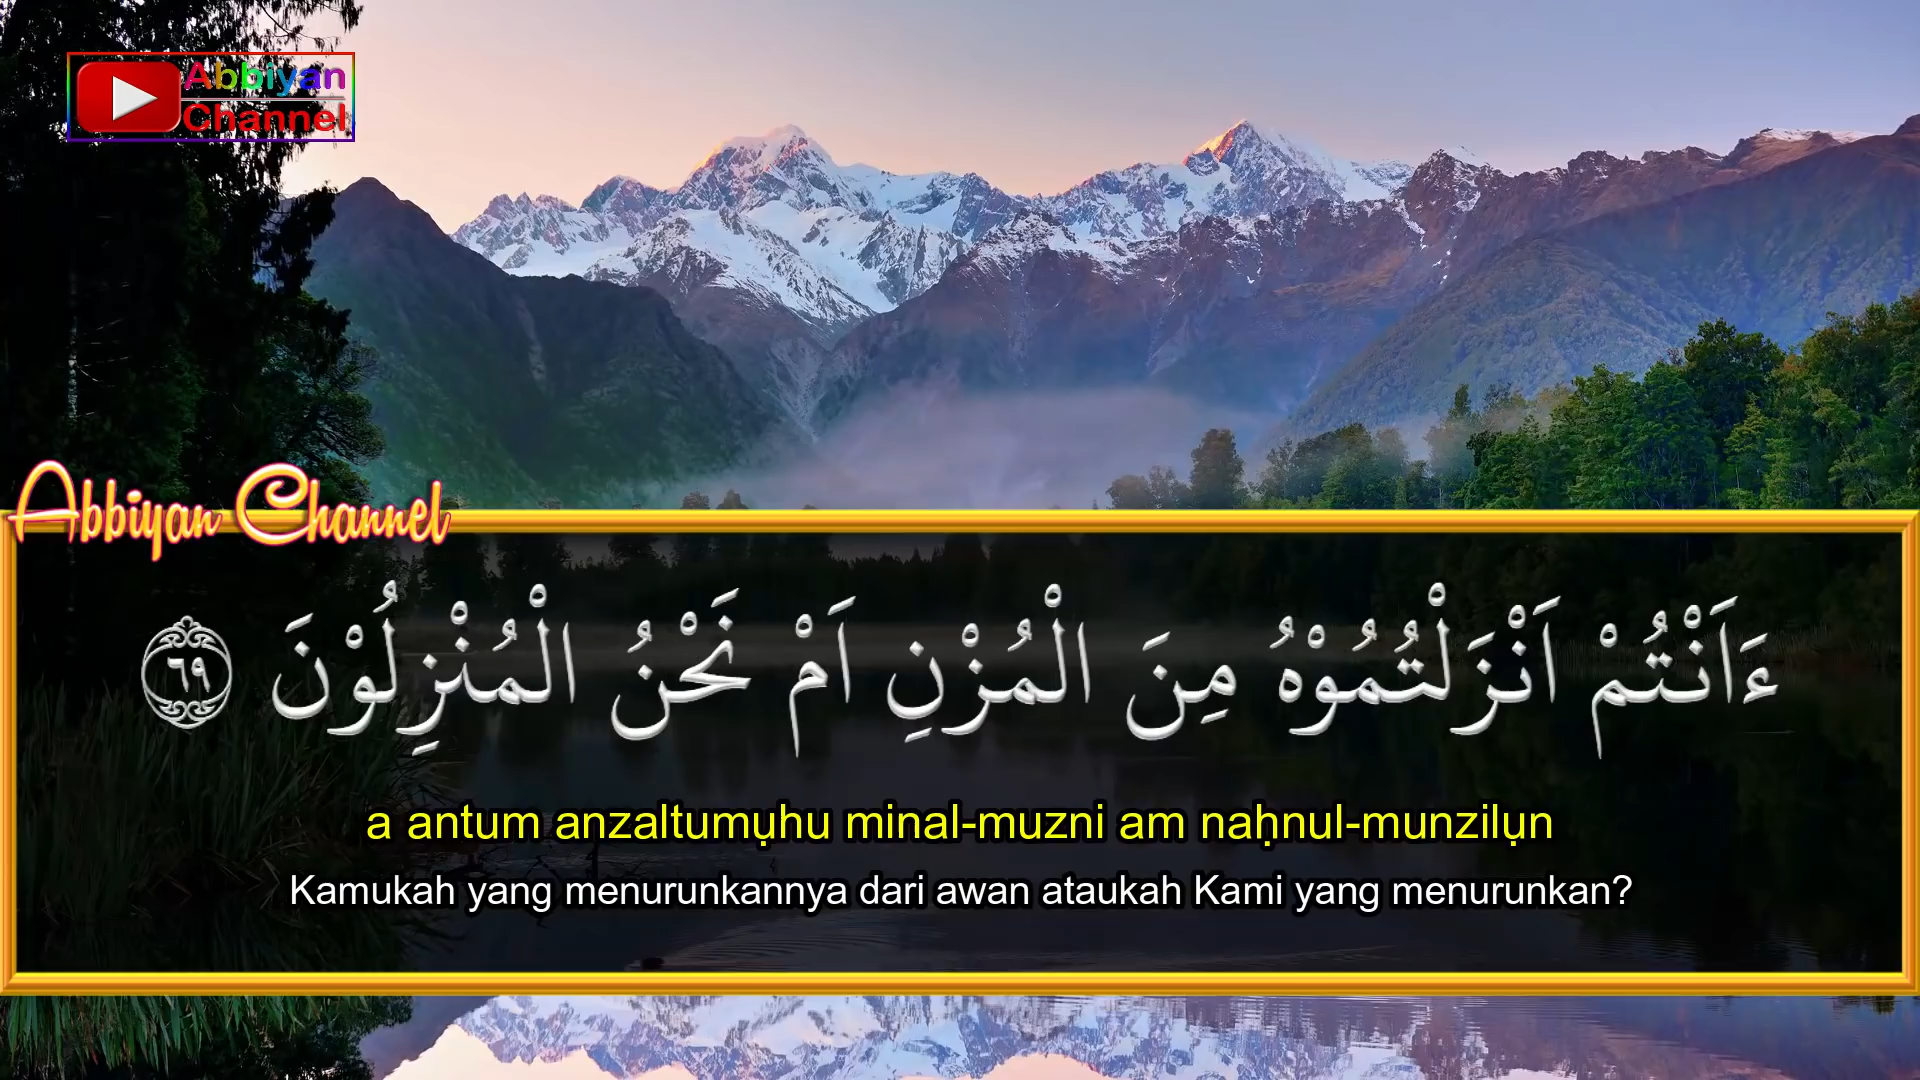 Abbiyan
Channel
Abbiyan Channel
ءَاَنْتُمْ اَنْزَلْتُمُوْهُ مِنَ الْمُزْنِ اَمْ نَحْنُ الْمُنْزِلُوْنَ ٦٩
a antum anzaltumụhu minal-muzni am naḥnul-munzilụn
Kamukah yang menurunkannya dari awan ataukah Kami yang menurunkan?